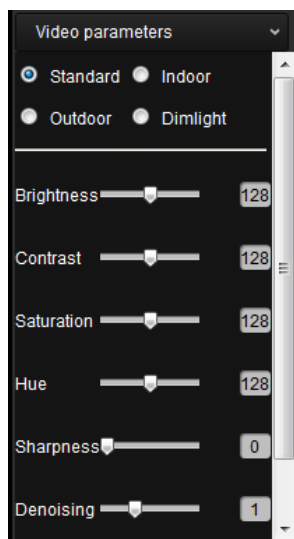 Video parameters
Standard Indoor
Outdoor Dimlight
Brightness 128
Contrast 128
Saturation 128
Hue 128
Sharpness 0
Denoising 1